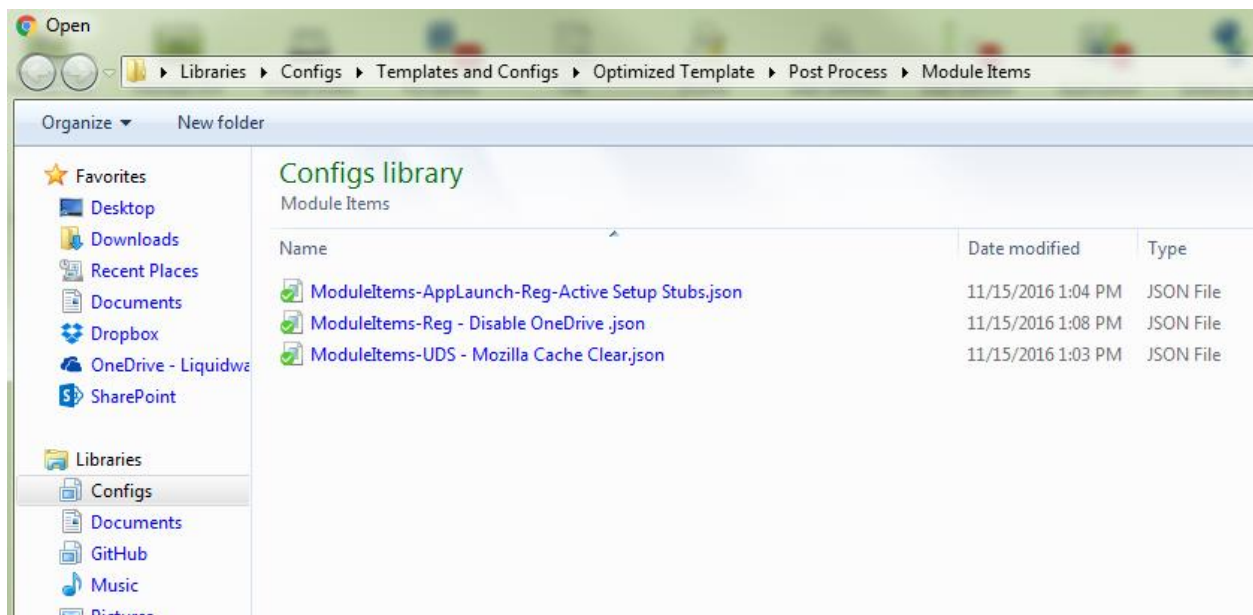 Open
Libraries Configs Templates and Configs Optimized Template Post Process Module Items
Organize New folder
Favorites
Desktop
Downloads
Recent Places
Documents
Dropbox
OneDrive - Liquidwa
SharePoint
Libraries
Configs
Documents
GitHub
Music
Configs library
Module Items
Name Date modified Type
ModuleItems-AppLaunch-Reg-Active Setup Stubs.json 11/15/2016 1:04 PM JSON File
ModuleItems-Reg - Disable OneDrive .json 11/15/2016 1:08 PM JSON File
ModuleItems-UDS - Mozilla Cache Clear.json 11/15/2016 1:03 PM JSON File